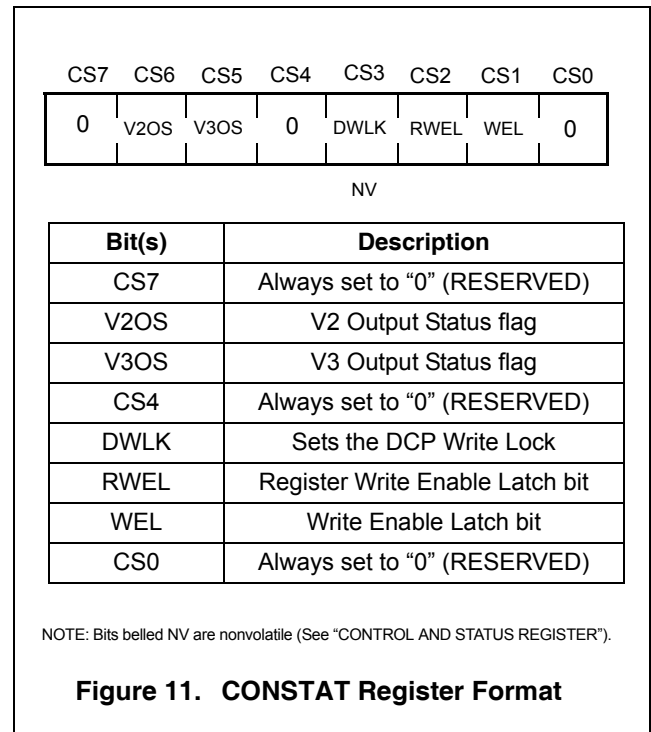 CS7 CS6 CS5 CS4 CS3 CS2 CS1 CS0
0 V2OS V3OS 0 DWLK RWEL WEL 0
NV
Bit(s) Description
CS7 Always set to “0” (RESERVED)
V2OS V2 Output Status flag
V3OS V3 Output Status flag
CS4 Always set to “0” (RESERVED)
DWLK Sets the DCP Write Lock
RWEL Register Write Enable Latch bit
WEL Write Enable Latch bit
CS0 Always set to “0” (RESERVED)
NOTE: Bits belled NV are nonvolatile (See “CONTROL AND STATUS REGISTER”).
Figure 11. CONSTAT Register Format